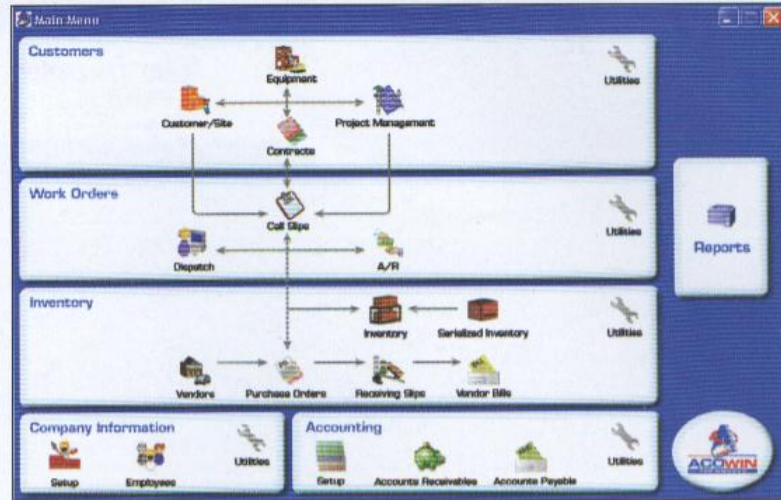 Main Menu
Customers
Equipment
Utilities
Customer/Site
Project Management
Contracts
Work Orders
Call Slips
Utilities
Dispatch
A/R
Reports
Inventory
Inventory
Serialized Inventory
Utilities
Vendors
Purchase Orders
Receiving Slips
Vendor Bills
Company Information
Setup
Employees
Utilities
Accounting
Setup
Accounts Receivables
Accounts Payable
Utilities
ACOWIN